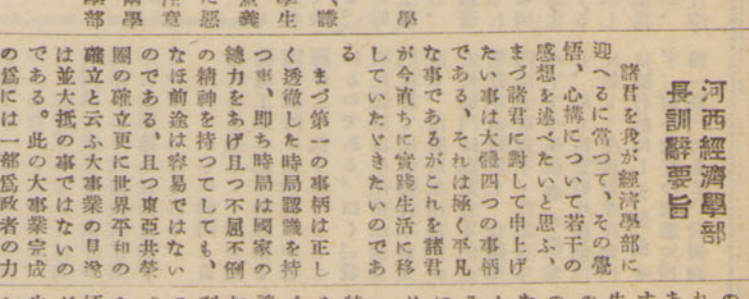 河西經濟學部
長訓辭要旨
諸君を我が經濟學部に
迎へるに當つて、その覺
悟、心構について若干の
感想を述べたいと思ふ、
まづ諸君に對して申上げ
たい事は大體四つの事柄
である、それは極く平凡
な事であるがこれを諸君
が今直ちに實踐生活に移
していたゞきたいのであ
る
まづ第一の事柄は正し
く透徹した時局認識を持
つ事、即ち時局は國家の
總力をあげ且つ不屈不倒
の精神を持つてしても、
なほ前途は容易ではない
のである、且つ東亞共榮
圏の確立更に世界平和の
確立と云ふ大事業の見透
は並大抵の事ではないの
である。此の大事業完成
の爲には一部爲政者の力